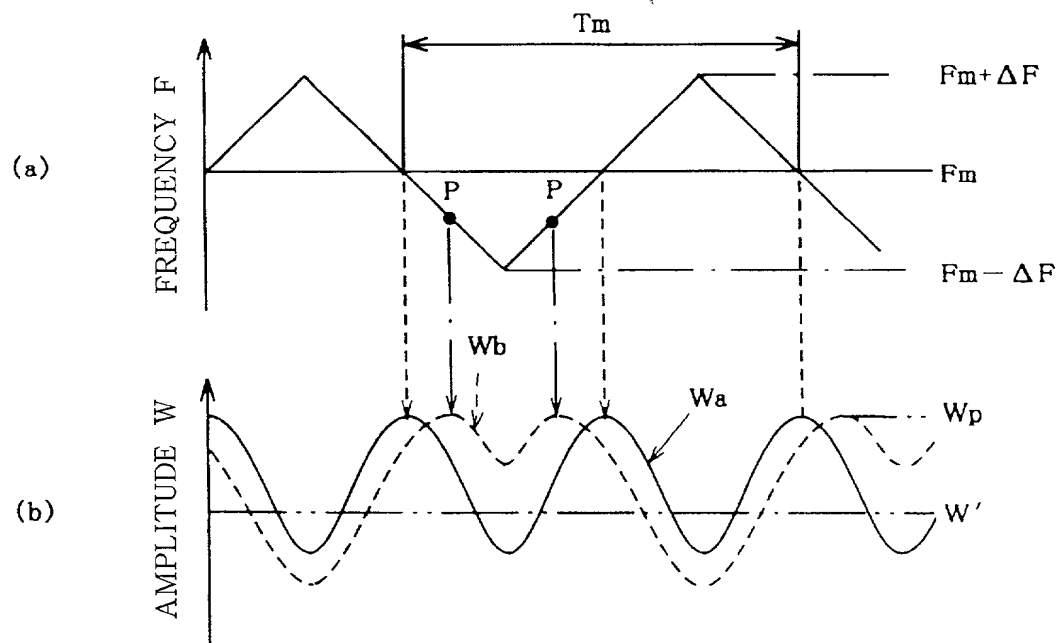 Tm
Fm+ΔF
FREQUENCY F
(a)
Fm
P P
Fm−ΔF
Wb
Wa
Wp
AMPLITUDE W
(b)
W'